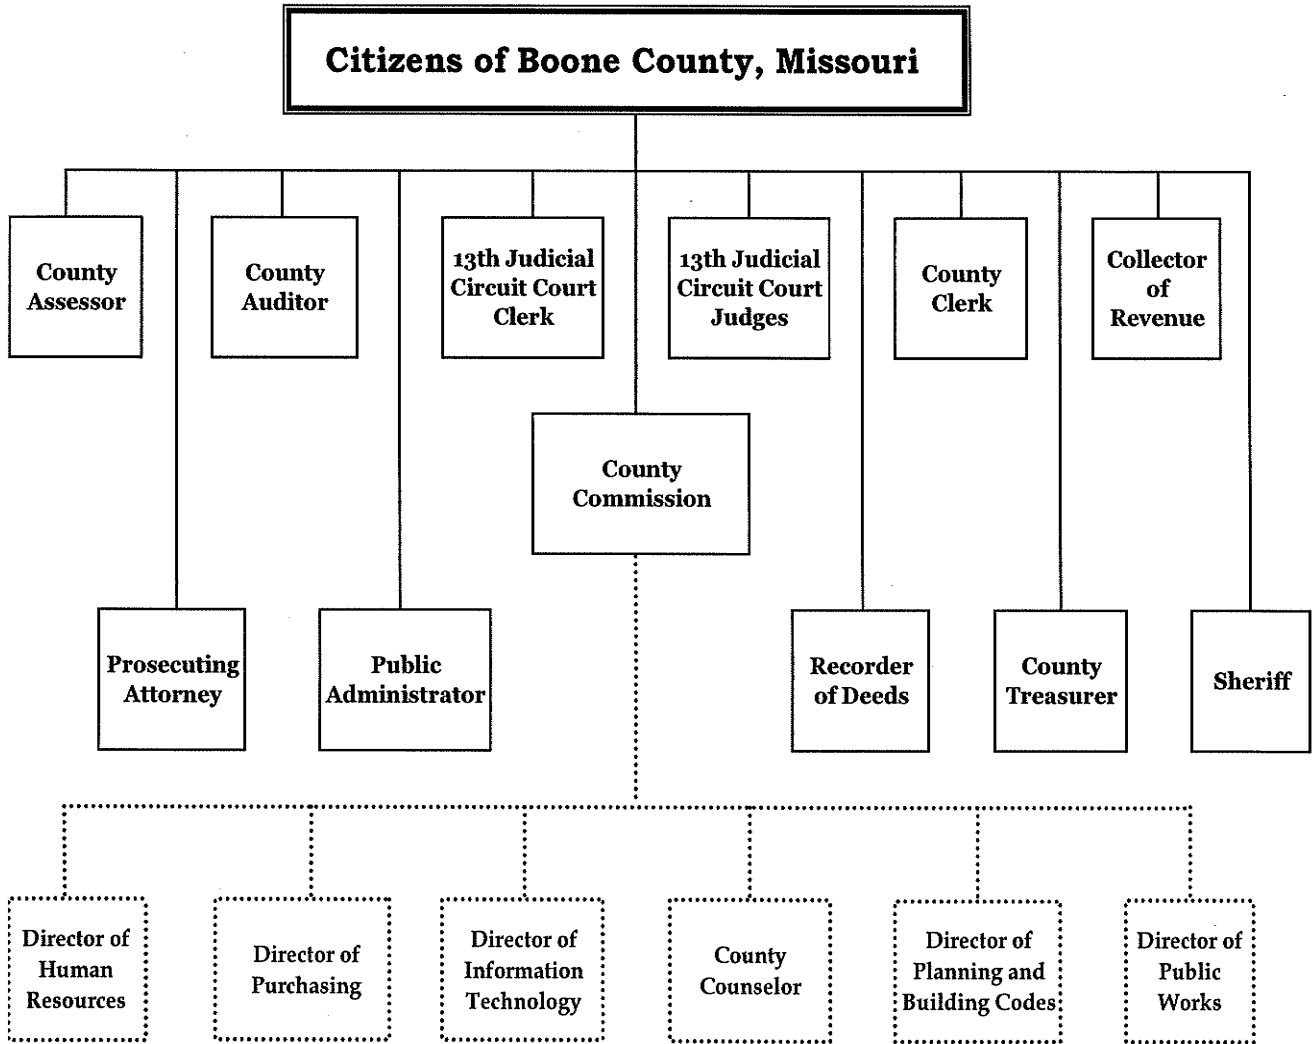 Citizens of Boone County, Missouri
County
Assessor
County
Auditor
13th Judicial
Circuit Court
Clerk
13th Judicial
Circuit Court
Judges
County
Clerk
Collector
of
Revenue
County
Commission
Prosecuting
Attorney
Public
Administrator
Recorder
of Deeds
County
Treasurer
Sheriff
Director of
Human
Resources
Director of
Purchasing
Director of
Information
Technology
County
Counselor
Director of
Planning and
Building Codes
Director of
Public
Works